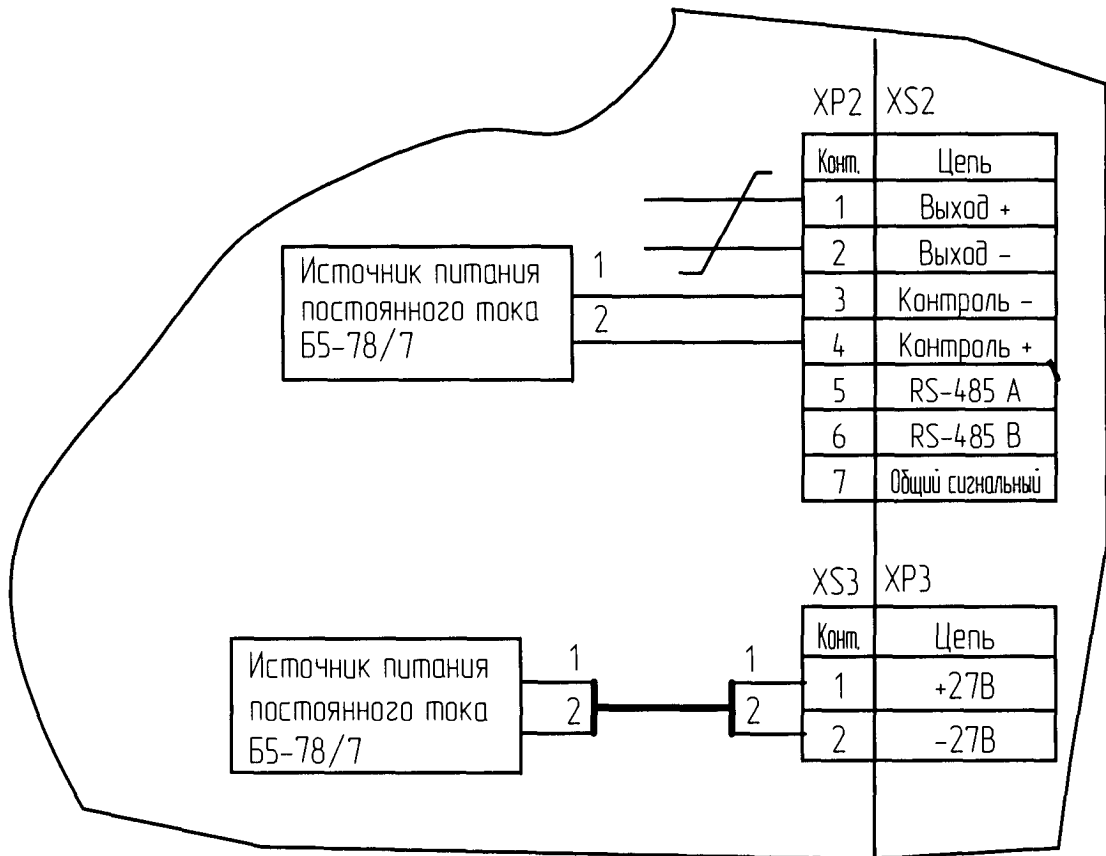 XP2 XS2
Конт. Цепь
1 Выход +
2 Выход -
3 Контроль -
4 Контроль +
5 RS-485 A
6 RS-485 B
7 Общий сигнальный
Источник питания
постоянного тока
Б5-78/7
1
2
XS3 XP3
Конт. Цепь
1 +27В
2 -27В
Источник питания
постоянного тока
Б5-78/7
1
2
1
2